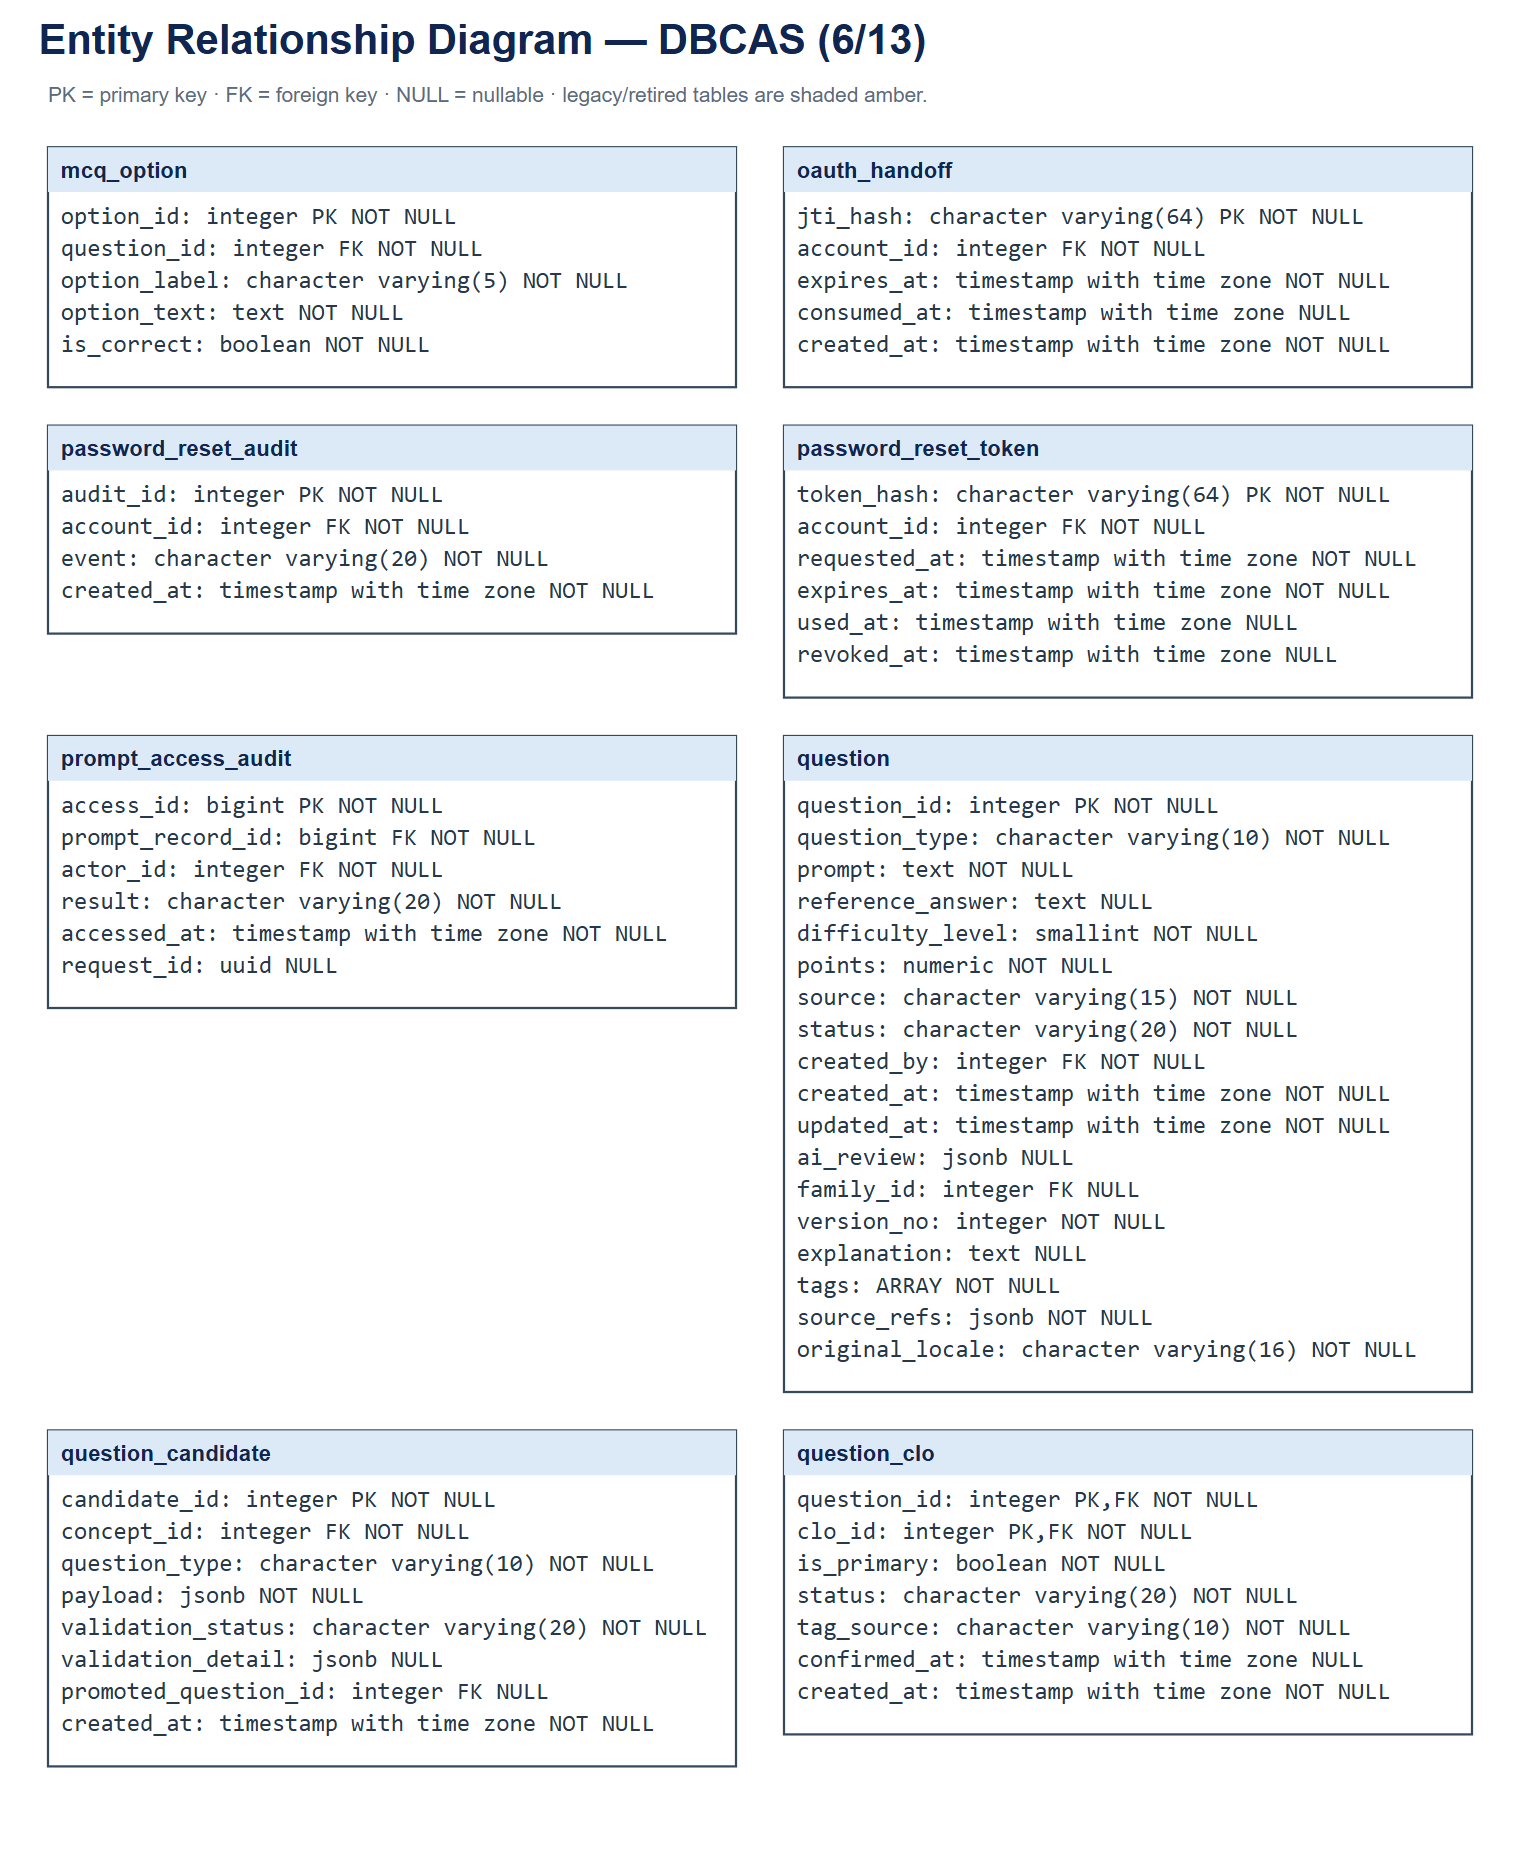 Entity Relationship Diagram — DBCAS (6/13)
PK = primary key · FK = foreign key · NULL = nullable · legacy/retired tables are shaded amber.
mcq_option
option_id: integer PK NOT NULL
question_id: integer FK NOT NULL
option_label: character varying(5) NOT NULL
option_text: text NOT NULL
is_correct: boolean NOT NULL
oauth_handoff
jti_hash: character varying(64) PK NOT NULL
account_id: integer FK NOT NULL
expires_at: timestamp with time zone NOT NULL
consumed_at: timestamp with time zone NULL
created_at: timestamp with time zone NOT NULL
password_reset_audit
audit_id: integer PK NOT NULL
account_id: integer FK NOT NULL
event: character varying(20) NOT NULL
created_at: timestamp with time zone NOT NULL
password_reset_token
token_hash: character varying(64) PK NOT NULL
account_id: integer FK NOT NULL
requested_at: timestamp with time zone NOT NULL
expires_at: timestamp with time zone NOT NULL
used_at: timestamp with time zone NULL
revoked_at: timestamp with time zone NULL
prompt_access_audit
access_id: bigint PK NOT NULL
prompt_record_id: bigint FK NOT NULL
actor_id: integer FK NOT NULL
result: character varying(20) NOT NULL
accessed_at: timestamp with time zone NOT NULL
request_id: uuid NULL
question
question_id: integer PK NOT NULL
question_type: character varying(10) NOT NULL
prompt: text NOT NULL
reference_answer: text NULL
difficulty_level: smallint NOT NULL
points: numeric NOT NULL
source: character varying(15) NOT NULL
status: character varying(20) NOT NULL
created_by: integer FK NOT NULL
created_at: timestamp with time zone NOT NULL
updated_at: timestamp with time zone NOT NULL
ai_review: jsonb NULL
family_id: integer FK NULL
version_no: integer NOT NULL
explanation: text NULL
tags: ARRAY NOT NULL
source_refs: jsonb NOT NULL
original_locale: character varying(16) NOT NULL
question_candidate
candidate_id: integer PK NOT NULL
concept_id: integer FK NOT NULL
question_type: character varying(10) NOT NULL
payload: jsonb NOT NULL
validation_status: character varying(20) NOT NULL
validation_detail: jsonb NULL
promoted_question_id: integer FK NULL
created_at: timestamp with time zone NOT NULL
question_clo
question_id: integer PK,FK NOT NULL
clo_id: integer PK,FK NOT NULL
is_primary: boolean NOT NULL
status: character varying(20) NOT NULL
tag_source: character varying(10) NOT NULL
confirmed_at: timestamp with time zone NULL
created_at: timestamp with time zone NOT NULL